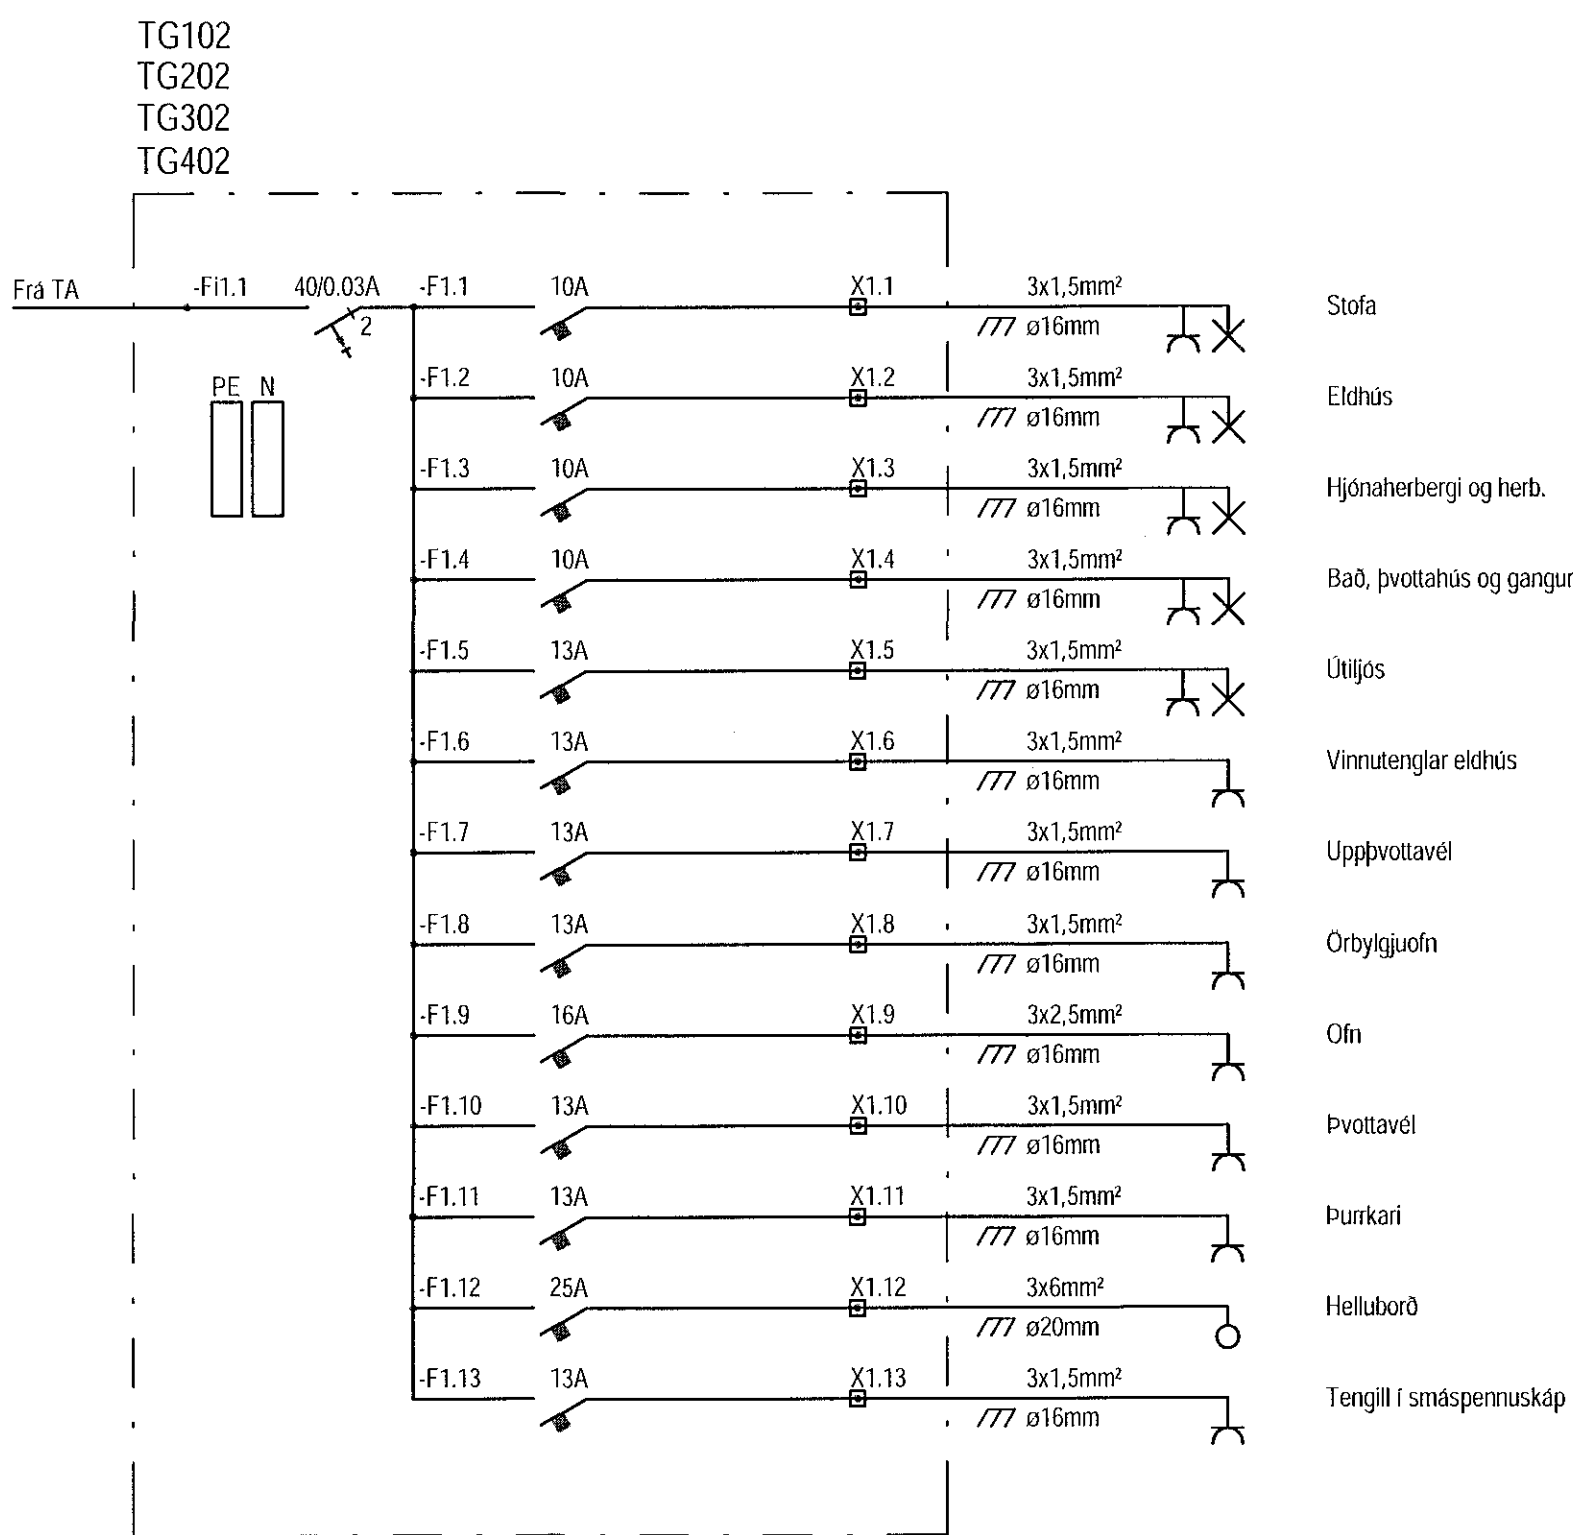 TG102
TG202
TG302
TG402
Frá TA -Fi1.1 40/0.03A -F1.1 10A X1.1 3x1,5mm² Stofa
2 ø16mm
PE N -F1.2 10A X1.2 3x1,5mm² Eldhús
ø16mm
-F1.3 10A X1.3 3x1,5mm² Hjónaherbergi og herb.
ø16mm
-F1.4 10A X1.4 3x1,5mm² Bað, þvottahús og gangur
ø16mm
-F1.5 13A X1.5 3x1,5mm² Útiljós
ø16mm
-F1.6 13A X1.6 3x1,5mm² Vinnutenglar eldhús
ø16mm
-F1.7 13A X1.7 3x1,5mm² Uppþvottavél
ø16mm
-F1.8 13A X1.8 3x1,5mm² Örbylgjuofn
ø16mm
-F1.9 16A X1.9 3x2,5mm² Ofn
ø16mm
-F1.10 13A X1.10 3x1,5mm² Þvottavél
ø16mm
-F1.11 13A X1.11 3x1,5mm² Þurrkari
ø16mm
-F1.12 25A X1.12 3x6mm² Helluborð
ø20mm
-F1.13 13A X1.13 3x1,5mm² Tengill í smáspennuskáp
ø16mm